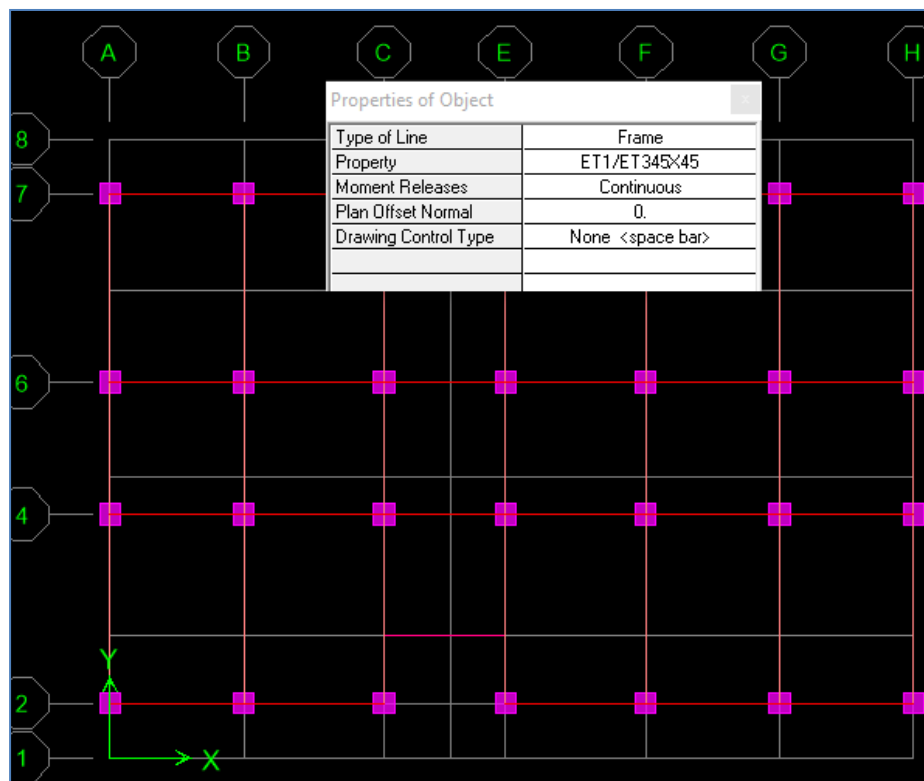 A B C E F G H
Properties of Object
Type of Line Frame
Property ET1/ET345X45
Moment Releases Continuous
Plan Offset Normal 0.
Drawing Control Type None <space bar>
8
7
6
4
Y
2
1
X